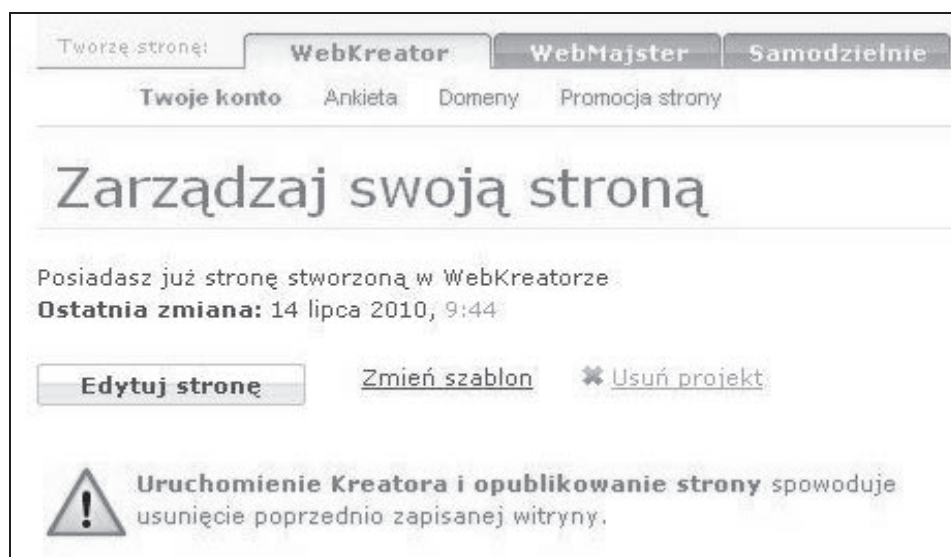 Tworzę stronę: WebKreator WebMajster Samodzielnie
Twoje konto Ankieta Domeny Promocja strony
Zarządzaj swoją stroną
Posiadasz już stronę stworzoną w WebKreatorze
Ostatnia zmiana: 14 lipca 2010, 9:44
Edytuj stronę Zmień szablon Usuń projekt
Uruchomienie Kreatora i opublikowanie strony spowoduje
usunięcie poprzednio zapisanej witryny.